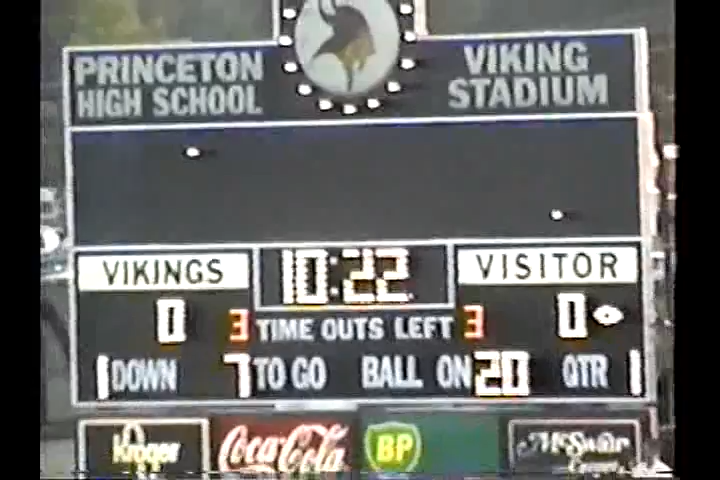 PRINCETON
HIGH SCHOOL
VIKING
STADIUM
VIKINGS 10:22 VISITOR
0 3 TIME OUTS LEFT 3 0
1 DOWN 7 TO GO BALL ON 20 QTR 1
Kroger
Coca-Cola
BP